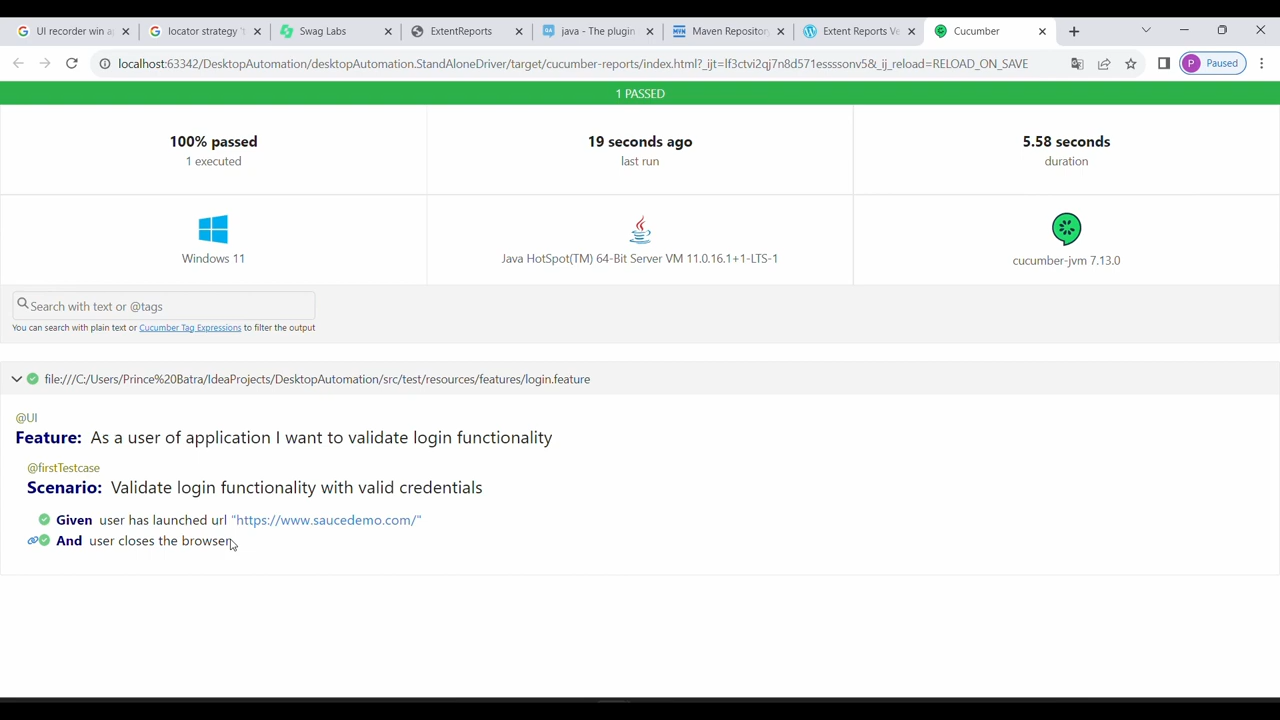 UI recorder win a
locator strategy "
Swag Labs
ExtentReports
java - The plugin
Maven Repositor
Extent Reports Ve
Cucumber
localhost:63342/DesktopAutomation/desktopAutomation.StandAloneDriver/target/cucumber-reports/index.html?_ijt=lf3ctvi2qj7n8d571essssonv5&_ij_reload=RELOAD_ON_SAVE
P Paused
1 PASSED
100% passed
1 executed
19 seconds ago
last run
5.58 seconds
duration
Windows 11
Java HotSpot(TM) 64-Bit Server VM 11.0.16.1+1-LTS-1
cucumber-jvm 7.13.0
Search with text or @tags
You can search with plain text or Cucumber Tag Expressions to filter the output
file:///C:/Users/Prince%20Batra/IdeaProjects/DesktopAutomation/src/test/resources/features/login.feature
@UI
Feature: As a user of application I want to validate login functionality
@firstTestcase
Scenario: Validate login functionality with valid credentials
Given user has launched url "https://www.saucedemo.com/"
And user closes the browser